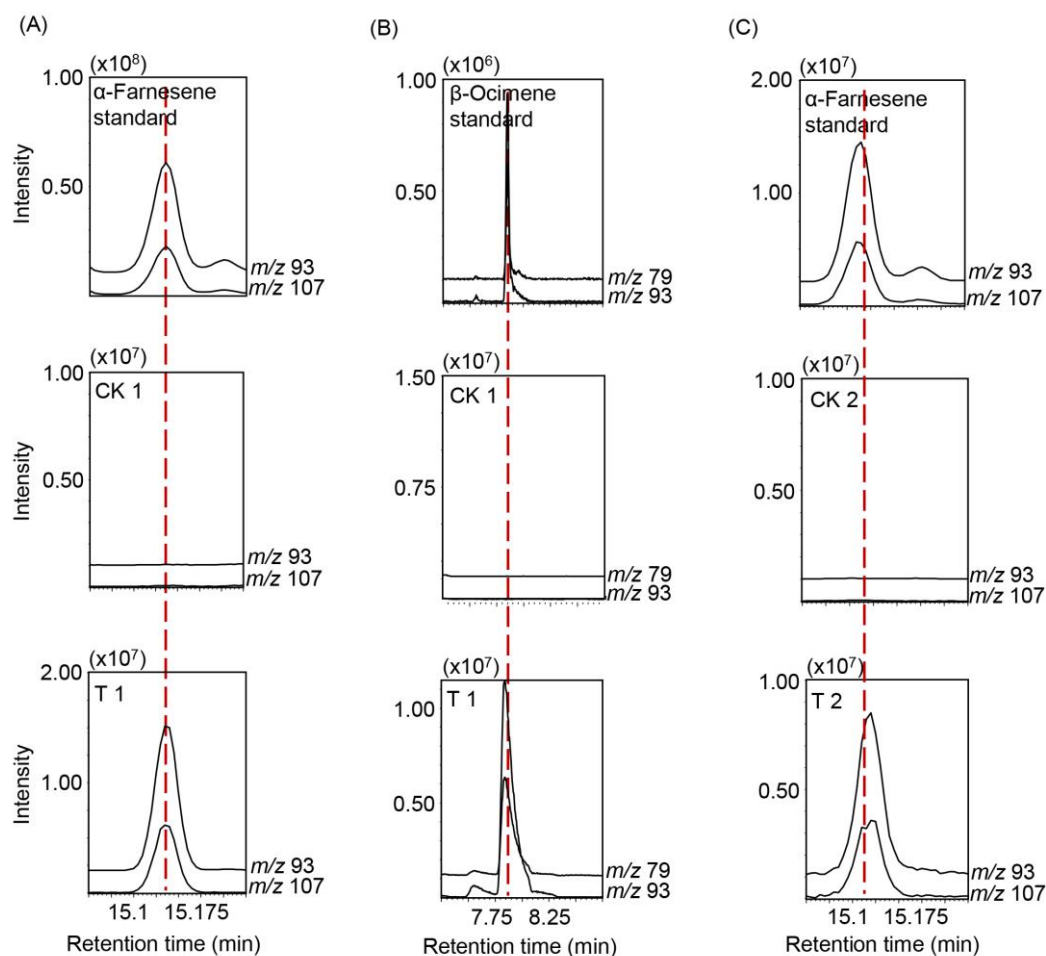 (A)
(x10⁸)
1.00
α-Farnesene
standard
0.50
Intensity
m/z 93
m/z 107
(x10⁷)
1.00
CK 1
0.50
Intensity
m/z 93
m/z 107
(x10⁷)
2.00
T 1
1.00
Intensity
m/z 93
m/z 107
15.1 15.175
Retention time (min)
(B)
(x10⁶)
1.00
β-Ocimene
standard
0.50
m/z 79
m/z 93
(x10⁷)
1.50
CK 1
0.75
m/z 79
m/z 93
(x10⁷)
1.00
T 1
0.50
m/z 79
m/z 93
7.75 8.25
Retention time (min)
(C)
(x10⁷)
2.00
α-Farnesene
standard
1.00
m/z 93
m/z 107
(x10⁷)
1.00
CK 2
0.50
m/z 93
m/z 107
(x10⁷)
1.00
T 2
0.50
m/z 93
m/z 107
15.1 15.175
Retention time (min)